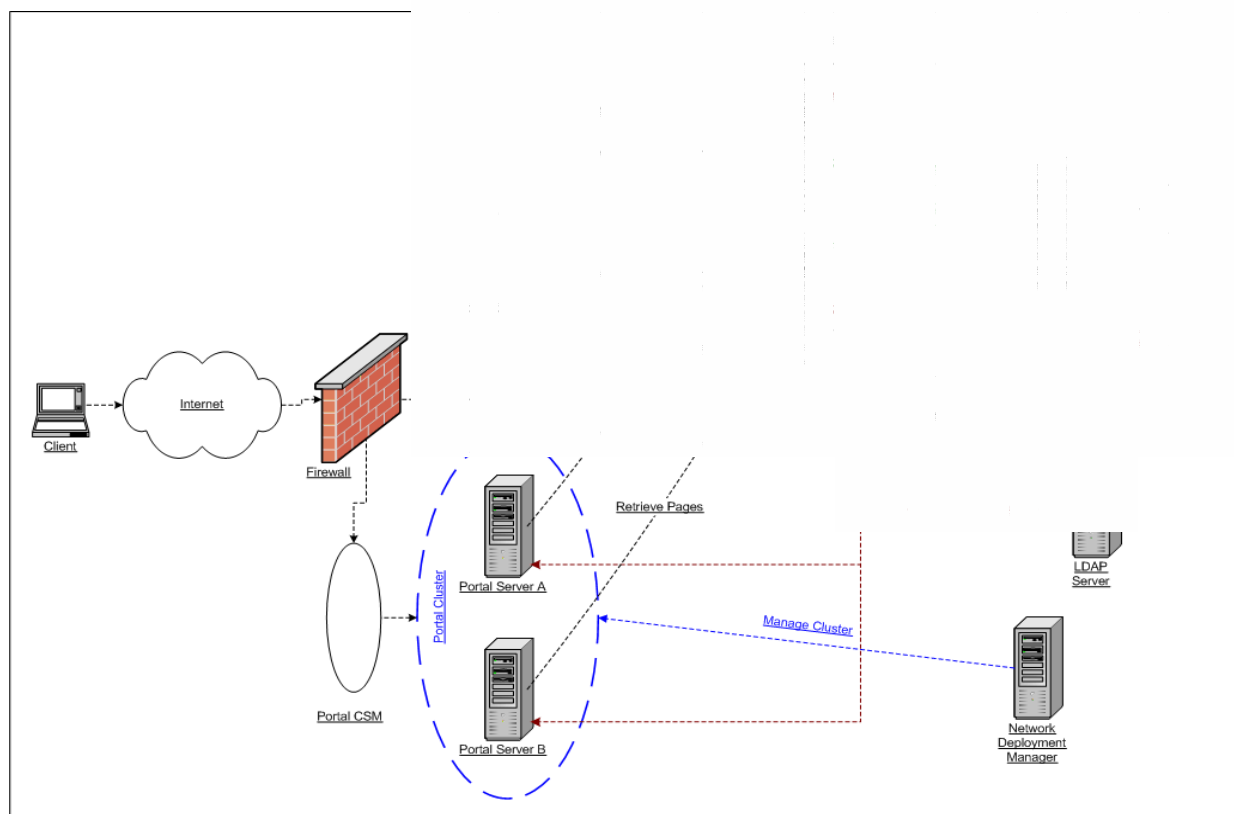 Internet
Client
Firewall
Retrieve Pages
Portal Cluster
Portal Server A
LDAP
Server
Manage Cluster
Portal CSM
Portal Server B
Network
Deployment
Manager